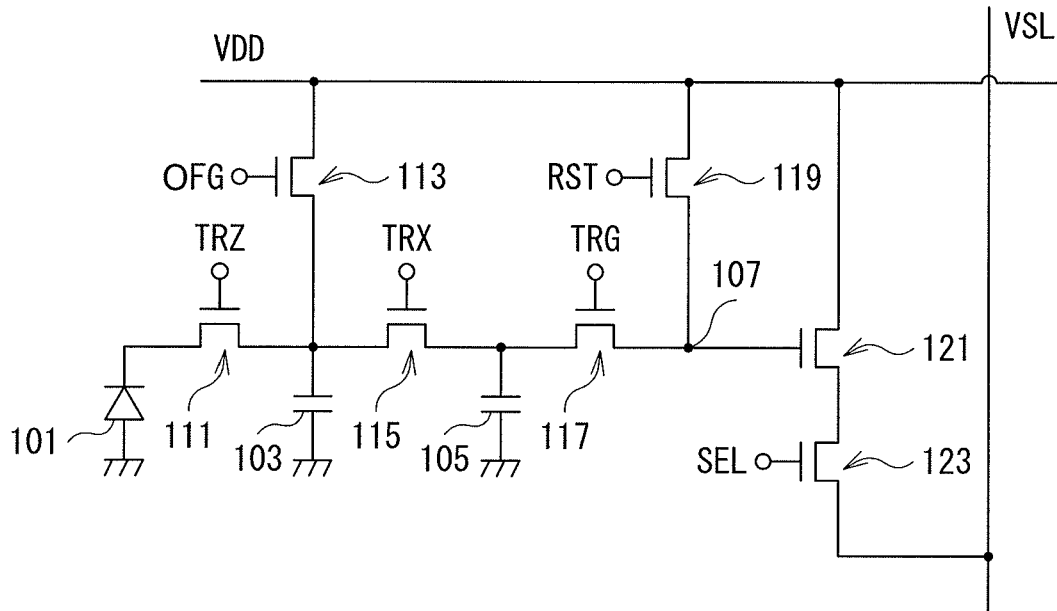 VDD
VSL
OFG
113
RST
119
TRZ
TRX
TRG
107
121
101
111
103
115
105
117
SEL
123